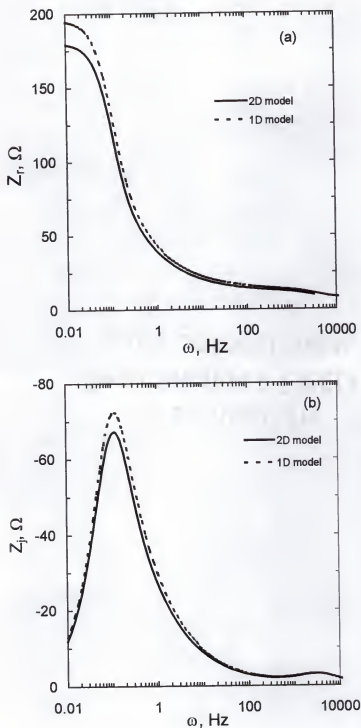 (a)
200
150
100
50
0
Zr, Ω
2D model
1D model
0.01 1 100 10000
ω, Hz
(b)
-80
-60
-40
-20
0
Zj, Ω
2D model
1D model
0.01 1 100 10000
ω, Hz